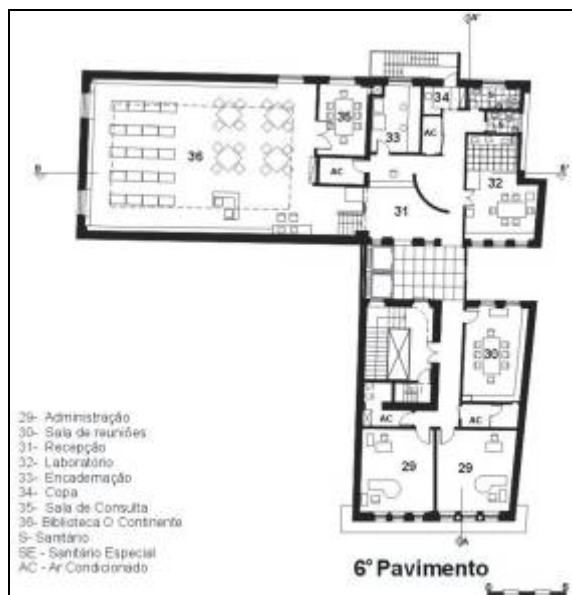 A'
34
S
S
35
33
AC
36
32
AC
B
B'
31
30
29- Administração
30- Sala de reuniões
31- Recepção
32- Laboratório
33- Encadernação
34- Copa
35- Sala de Consulta
36- Biblioteca O Continente
S- Sanitário
SE - Sanitário Especial
AC - Ar Condicionado
AC
AC
29
29
A
6° Pavimento